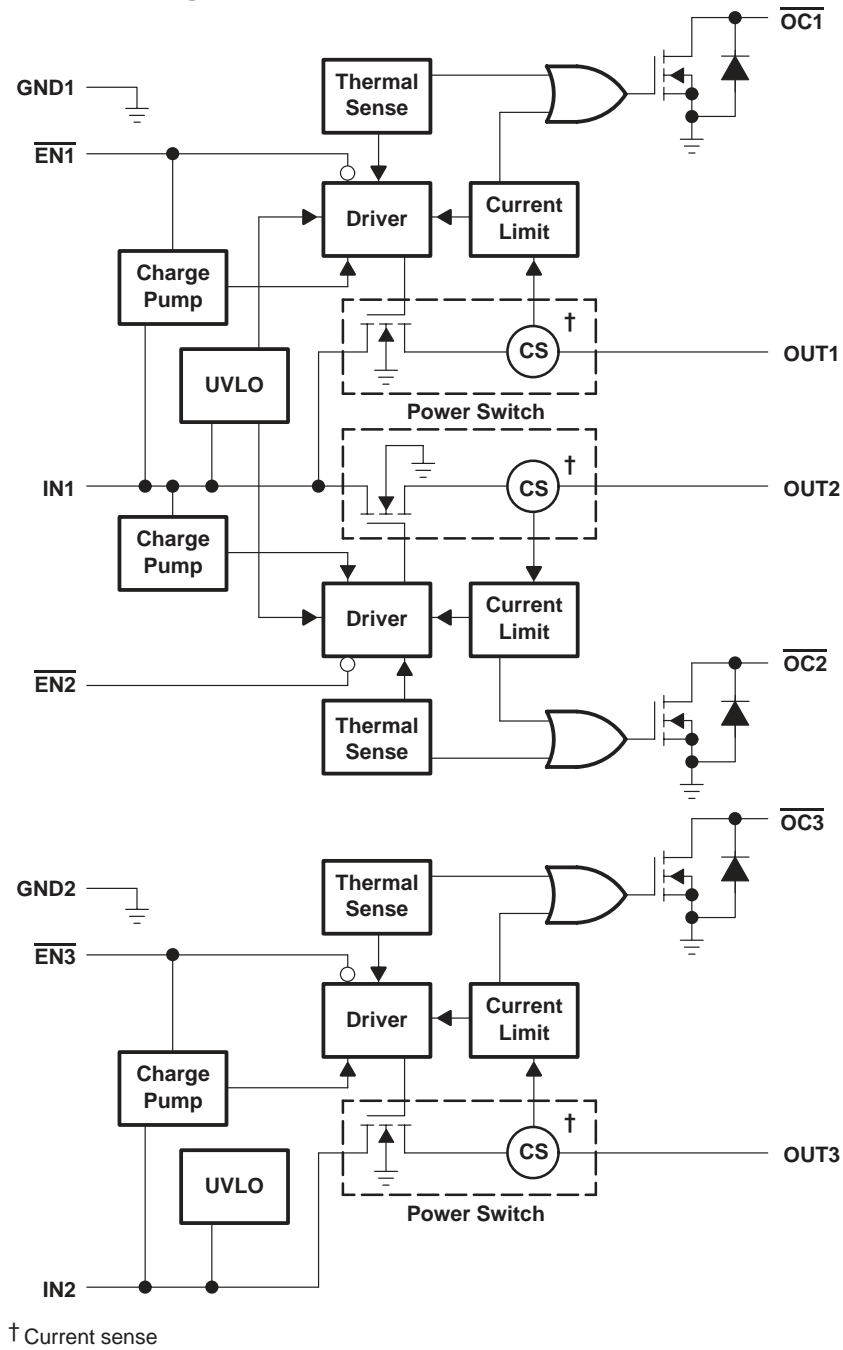 OC1
Thermal
Sense
GND1
EN1
Driver
Current
Limit
Charge
Pump
†
CS
OUT1
UVLO
Power Switch
†
IN1
CS
OUT2
Charge
Pump
Driver
Current
Limit
OC2
EN2
Thermal
Sense
OC3
Thermal
Sense
GND2
EN3
Driver
Current
Limit
Charge
Pump
†
CS
OUT3
UVLO
Power Switch
IN2
† Current sense